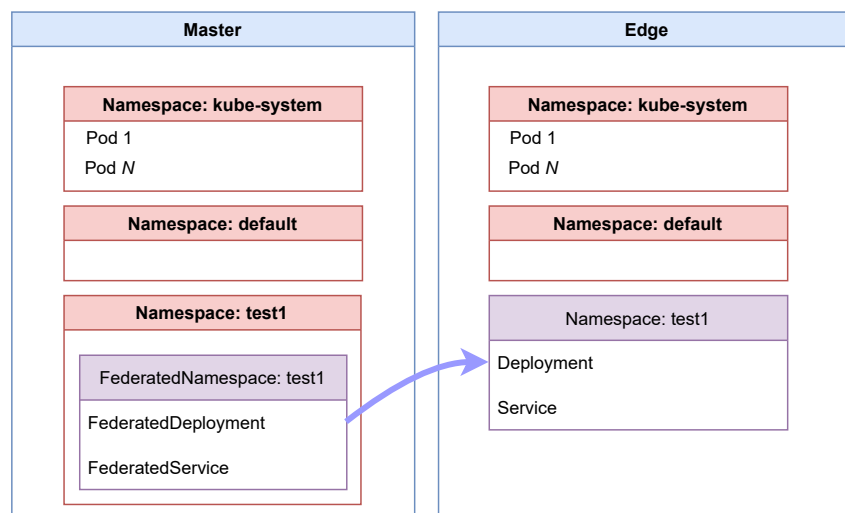 Master
Namespace: kube-system
Pod 1
Pod N
Namespace: default
Namespace: test1
FederatedNamespace: test1
FederatedDeployment
FederatedService
Edge
Namespace: kube-system
Pod 1
Pod N
Namespace: default
Namespace: test1
Deployment
Service